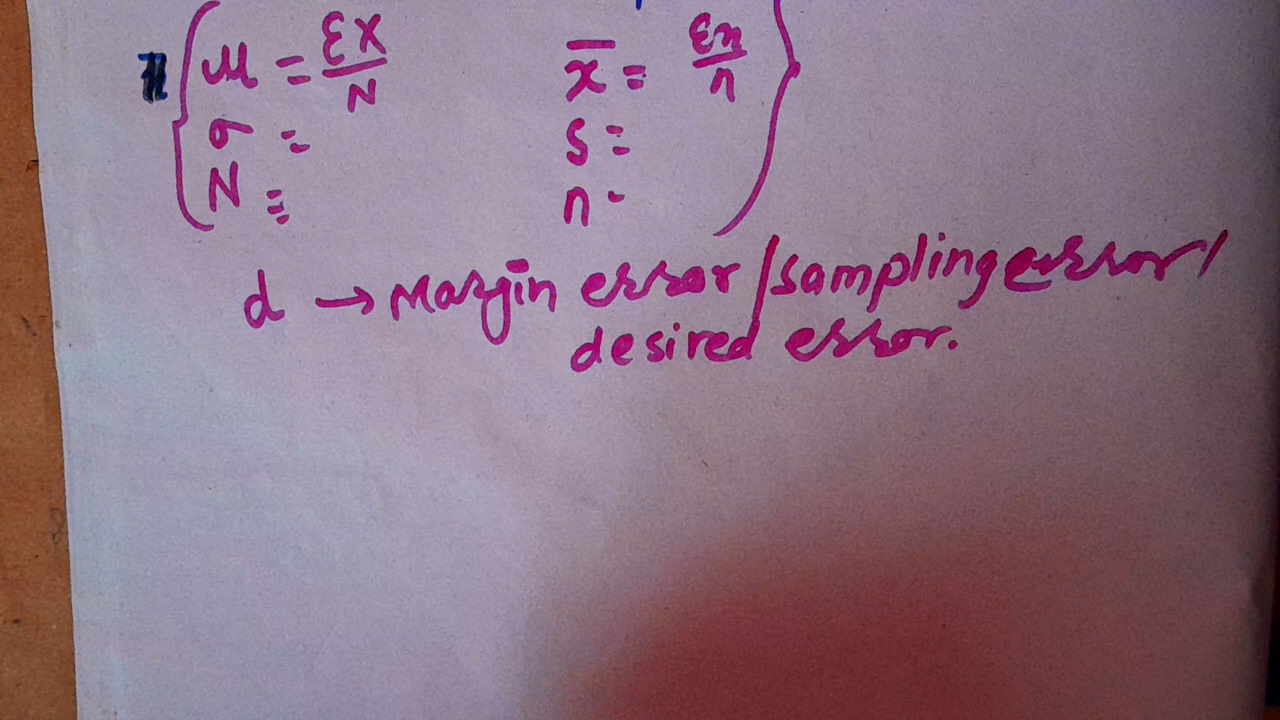 μ = ΣX/N    x̄ = Σx/n
σ =    s =
N =    n -
d → Margin error/sampling error/
desired error.